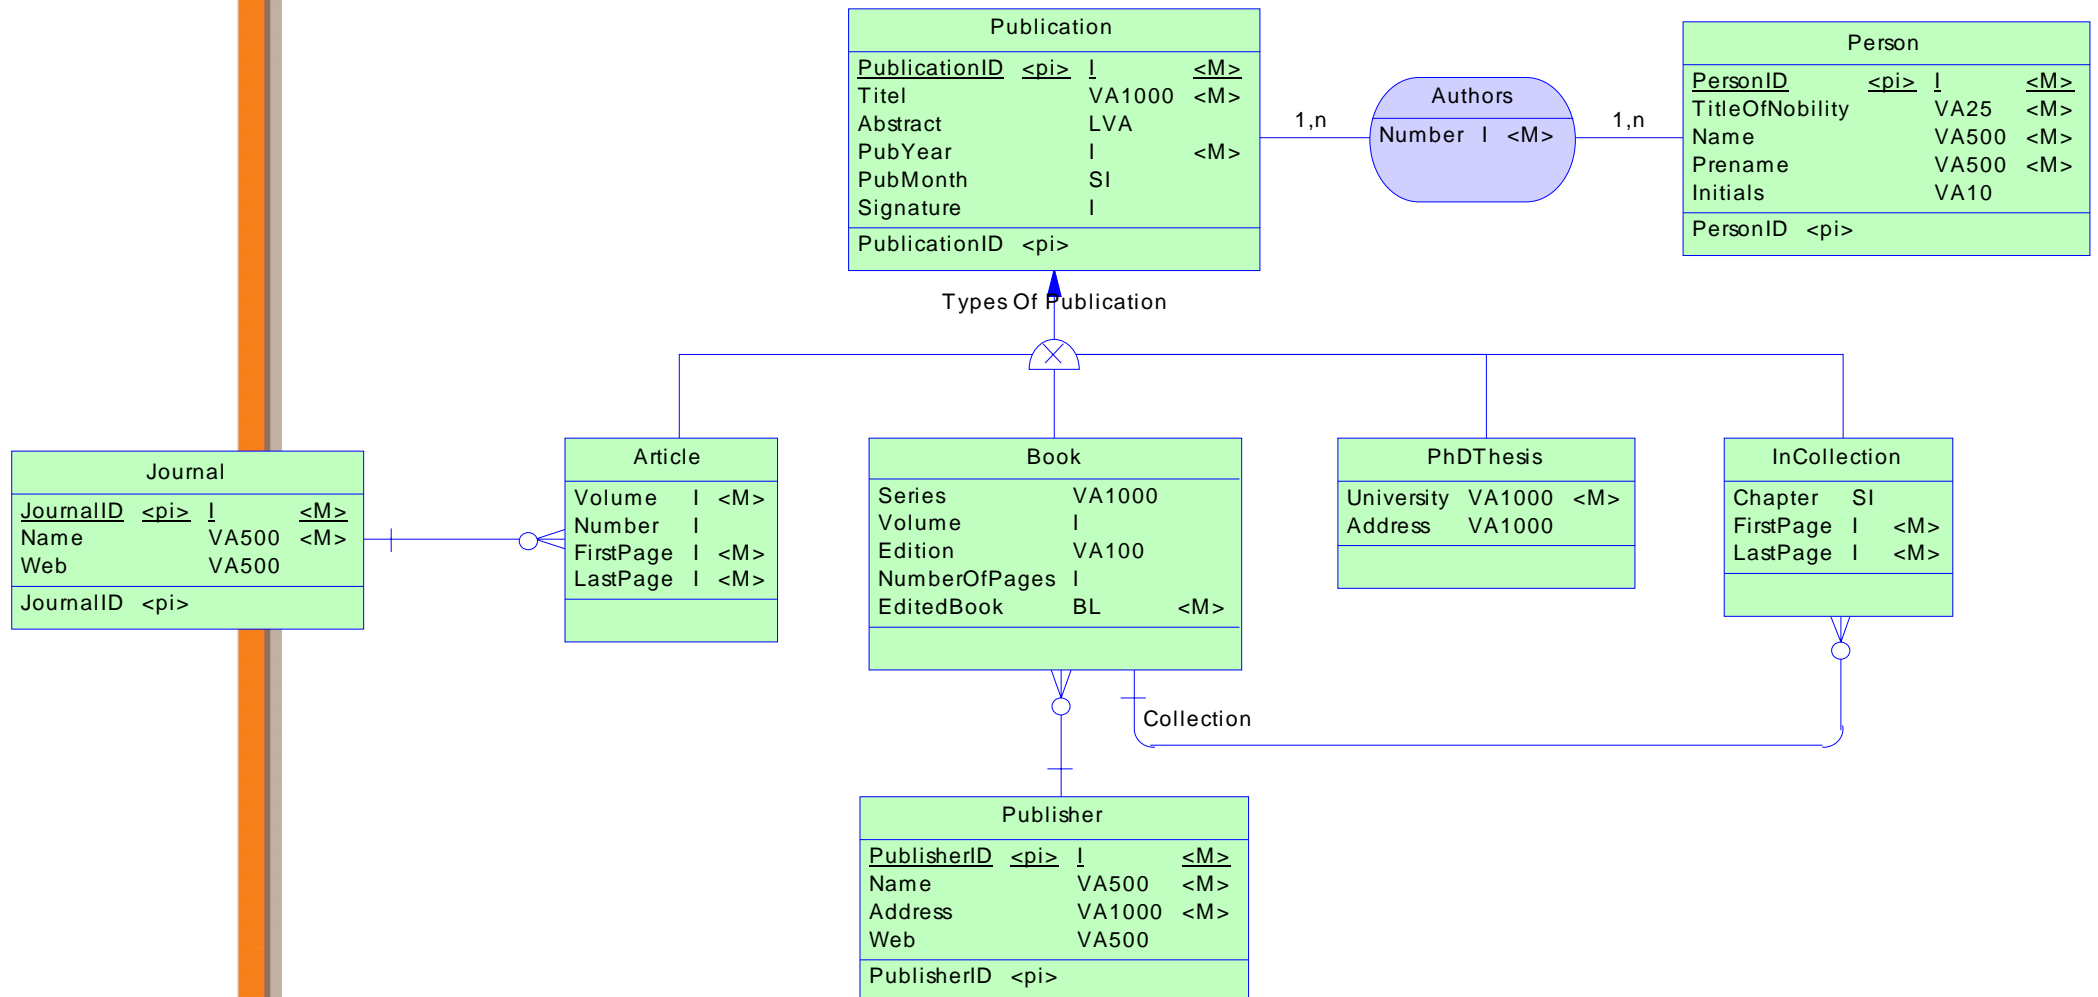 Publication
PublicationID <pi> I <M>
Titel VA1000 <M>
Abstract LVA
PubYear I <M>
PubMonth SI
Signature I
PublicationID <pi>
1,n
Authors
Number I <M>
1,n
Person
PersonID <pi> I <M>
TitleOfNobility VA25 <M>
Name VA500 <M>
Prename VA500 <M>
Initials VA10
PersonID <pi>
Types Of Publication
Journal
JournalID <pi> I <M>
Name VA500 <M>
Web VA500
JournalID <pi>
Article
Volume I <M>
Number I
FirstPage I <M>
LastPage I <M>
Book
Series VA1000
Volume I
Edition VA100
NumberOfPages I
EditedBook BL <M>
PhDThesis
University VA1000 <M>
Address VA1000
InCollection
Chapter SI
FirstPage I <M>
LastPage I <M>
Collection
Publisher
PublisherID <pi> I <M>
Name VA500 <M>
Address VA1000 <M>
Web VA500
PublisherID <pi>